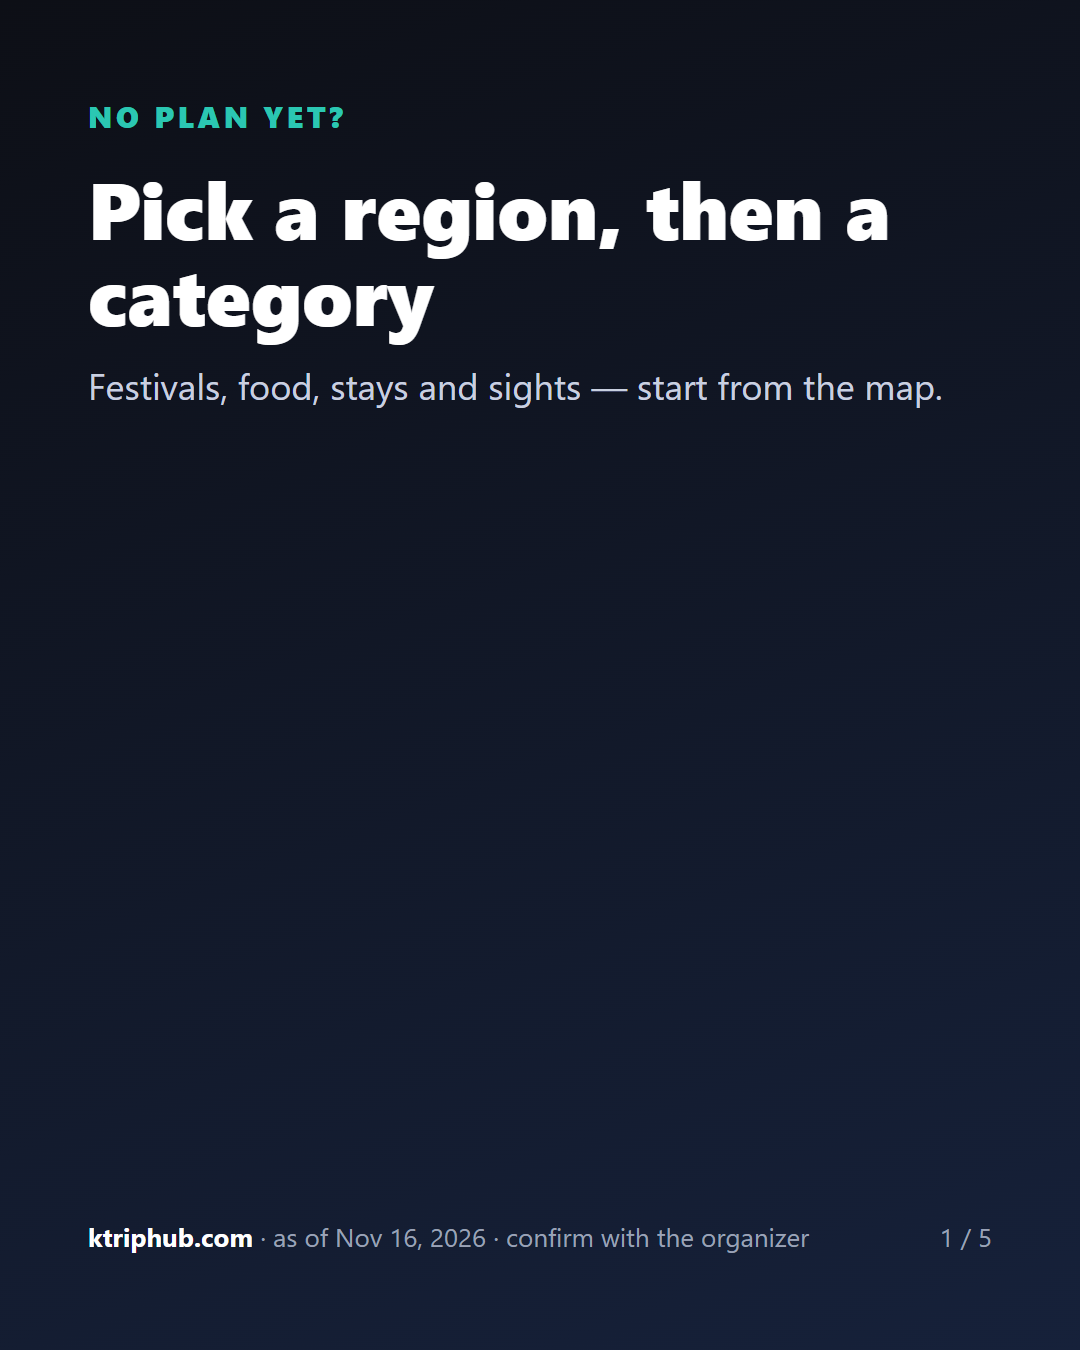 NO PLAN YET?
Pick a region, then a
category
Festivals, food, stays and sights — start from the map.
ktriphub.com · as of Nov 16, 2026 · confirm with the organizer
1 / 5